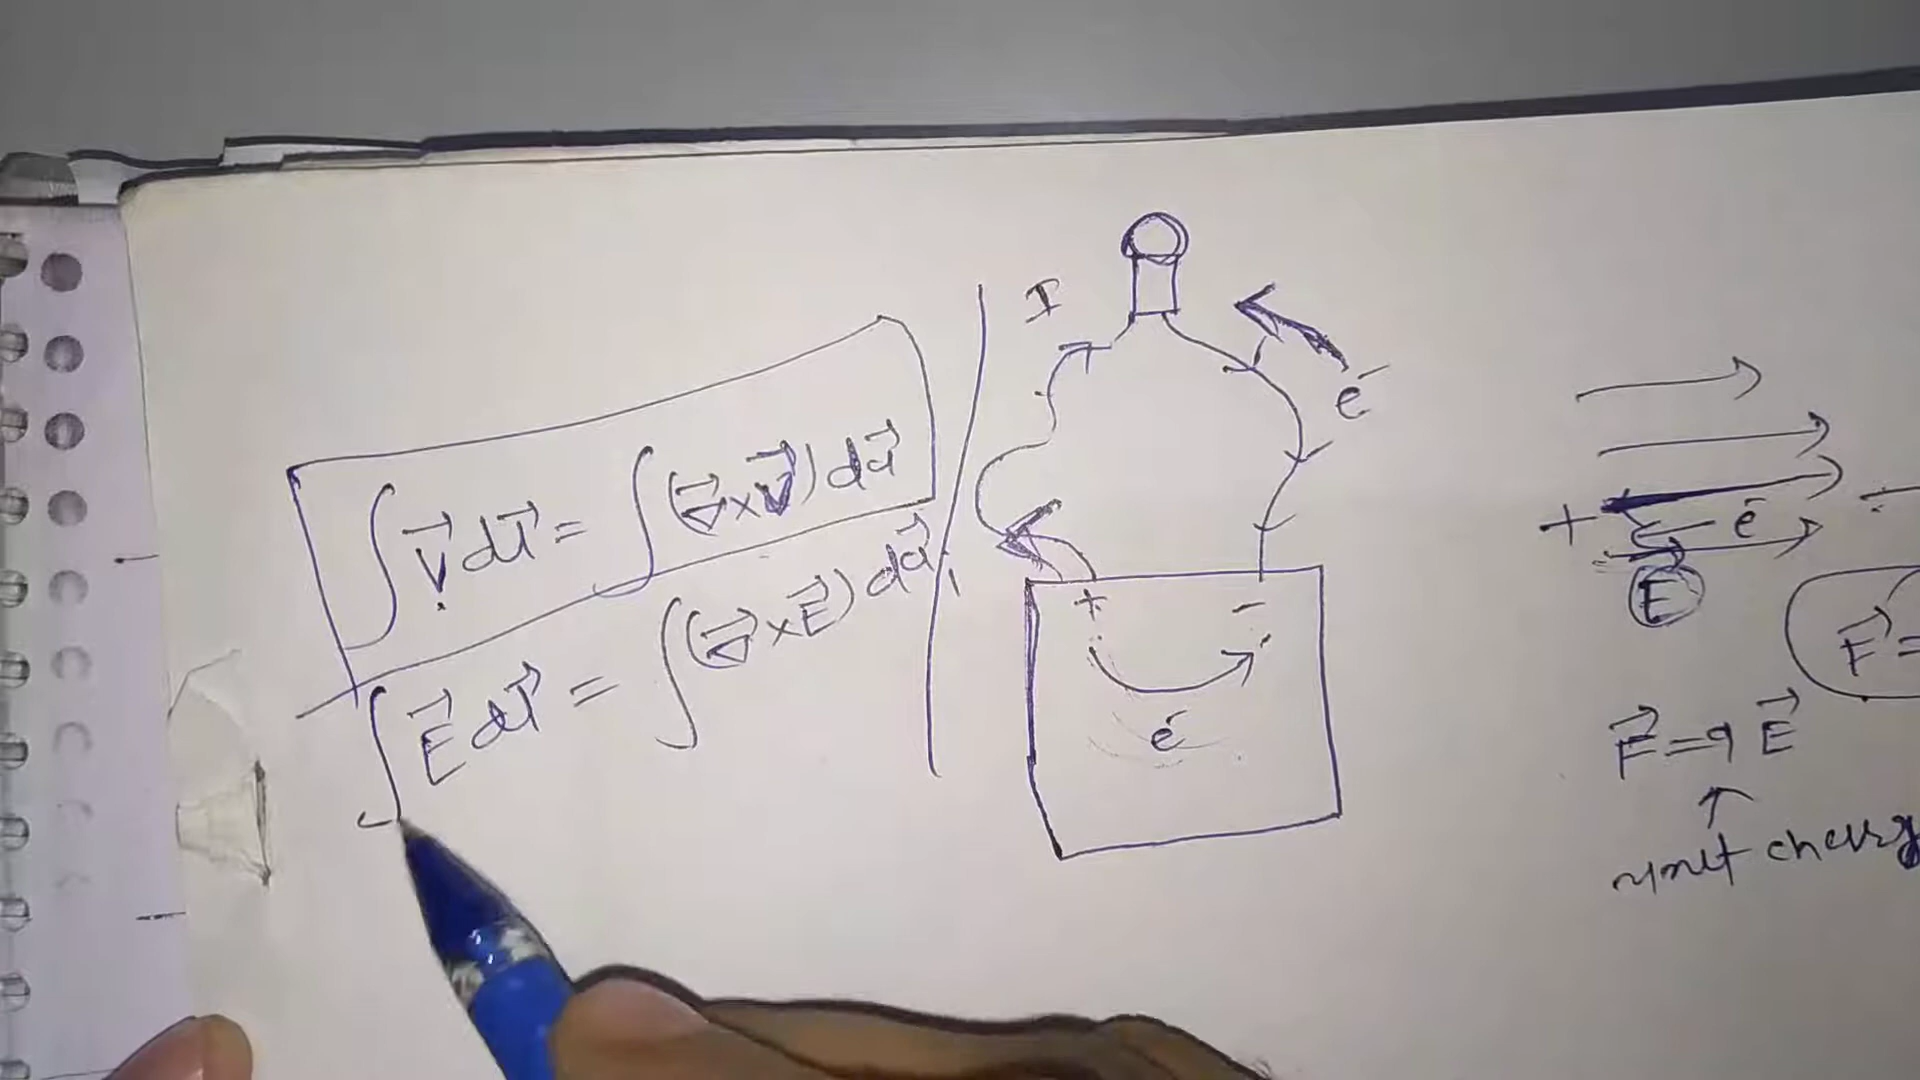 ∫ V⃗ dl⃗ = ∫ (∇⃗ × V⃗) da⃗
∫ E⃗ dl⃗ = ∫ (∇⃗ × E⃗) da⃗
I
e⁻
+ −
e⁻
+ e⁻ −
E
F⃗ =
F⃗ = q E⃗
unit charg